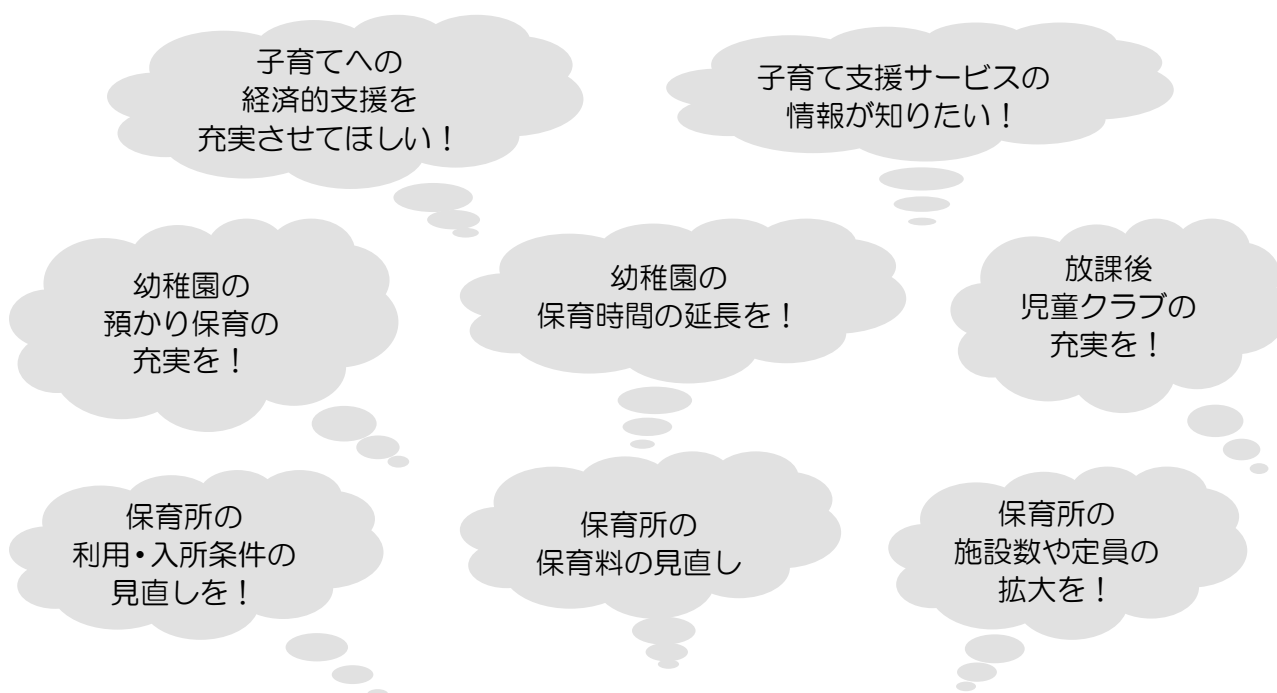 子育てへの
経済的支援を
充実させてほしい！
子育て支援サービスの
情報が知りたい！
幼稚園の
預かり保育の
充実を！
幼稚園の
保育時間の延長を！
放課後
児童クラブの
充実を！
保育所の
利用・入所条件の
見直しを！
保育所の
保育料の見直し
保育所の
施設数や定員の
拡大を！